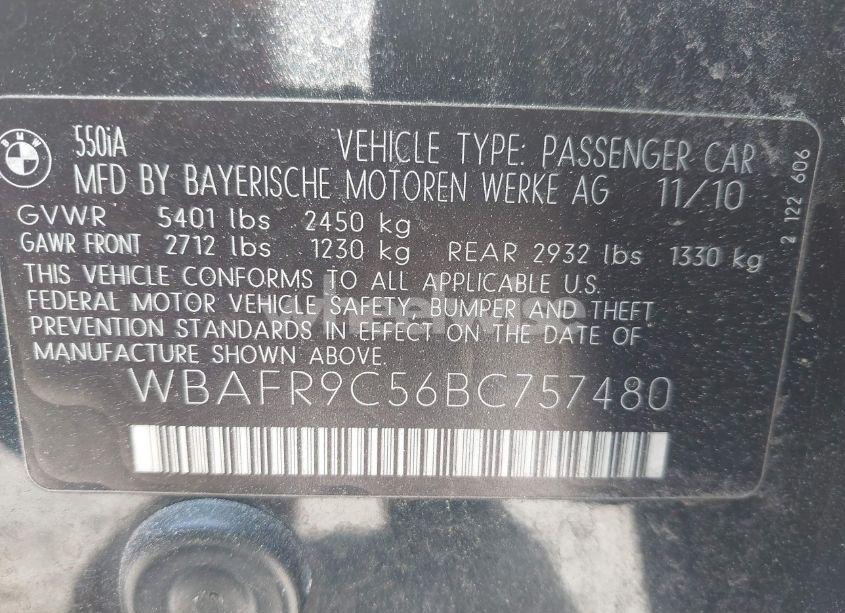 BMW
550iA VEHICLE TYPE: PASSENGER CAR
MFD BY BAYERISCHE MOTOREN WERKE AG 11/10
GVWR 5401 lbs 2450 kg
GAWR FRONT 2712 lbs 1230 kg REAR 2932 lbs 1330 kg
THIS VEHICLE CONFORMS TO ALL APPLICABLE U.S.
FEDERAL MOTOR VEHICLE SAFETY, BUMPER AND THEFT
PREVENTION STANDARDS IN EFFECT ON THE DATE OF
MANUFACTURE SHOWN ABOVE.
WBAFR9C56BC757480
2 122 606